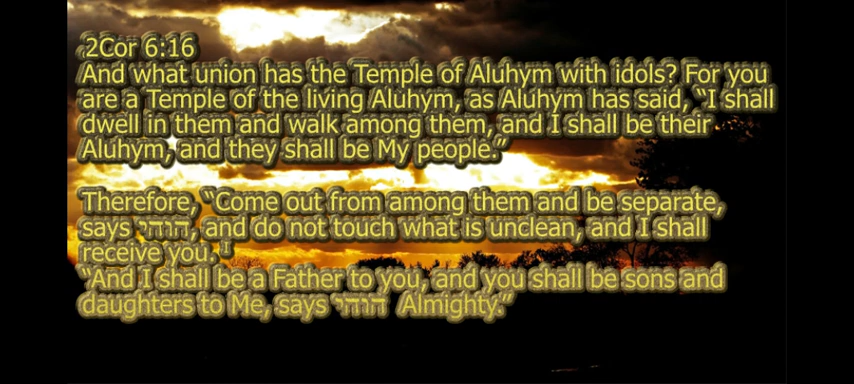 2Cor 6:16
And what union has the Temple of Aluhym with idols? For you
are a Temple of the living Aluhym, as Aluhym has said, “I shall
dwell in them and walk among them, and I shall be their
Aluhym, and they shall be My people.”
Therefore, “Come out from among them and be separate,
says יהוה, and do not touch what is unclean, and I shall
receive you.
“And I shall be a Father to you, and you shall be sons and
daughters to Me, says יהוה Almighty.”